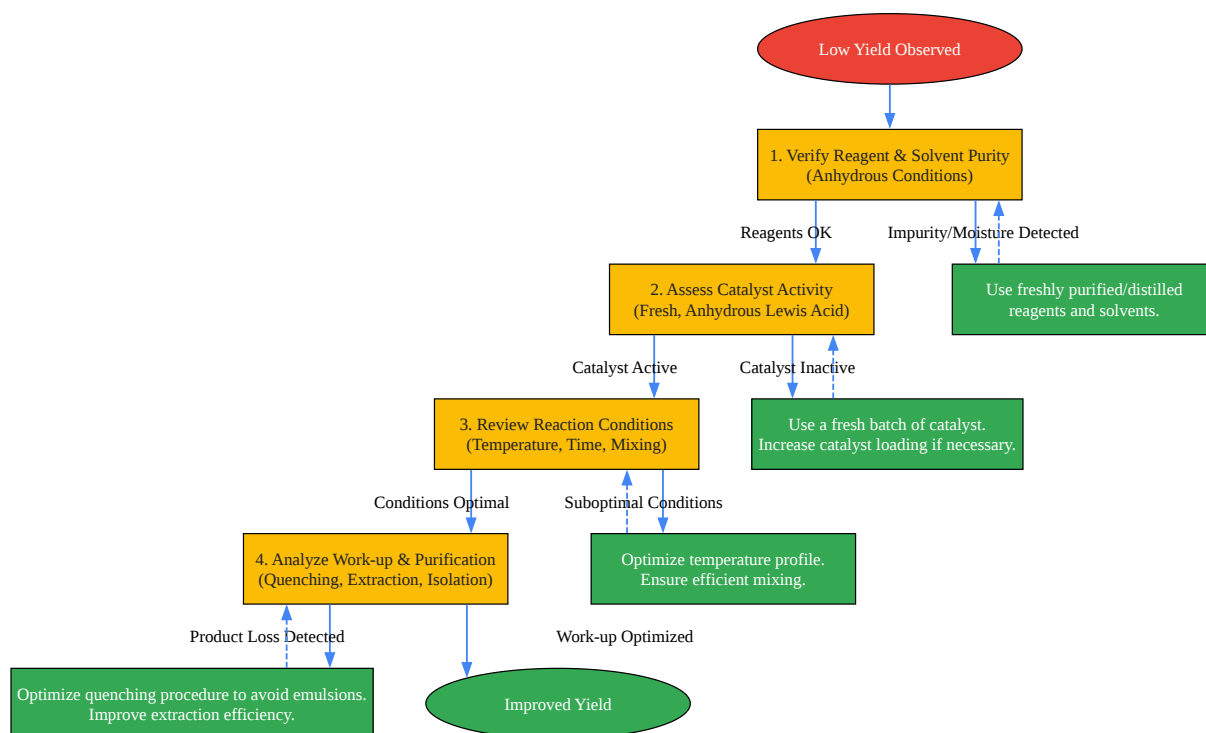 Low Yield Observed
1. Verify Reagent & Solvent Purity
(Anhydrous Conditions)
Reagents OK
Impurity/Moisture Detected
2. Assess Catalyst Activity
(Fresh, Anhydrous Lewis Acid)
Use freshly purified/distilled
reagents and solvents.
Catalyst Active
Catalyst Inactive
3. Review Reaction Conditions
(Temperature, Time, Mixing)
Use a fresh batch of catalyst.
Increase catalyst loading if necessary.
Conditions Optimal
Suboptimal Conditions
4. Analyze Work-up & Purification
(Quenching, Extraction, Isolation)
Optimize temperature profile.
Ensure efficient mixing.
Product Loss Detected
Work-up Optimized
Optimize quenching procedure to avoid emulsions.
Improve extraction efficiency.
Improved Yield